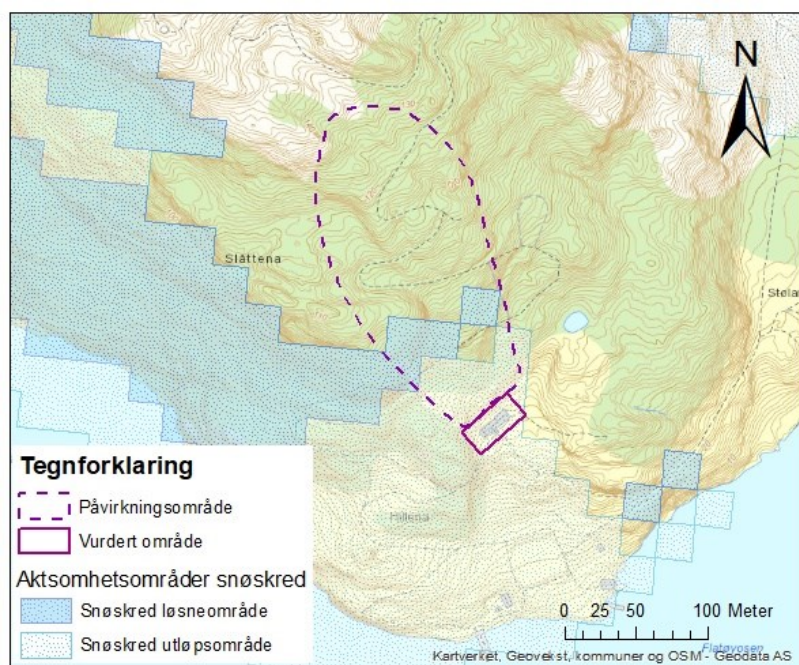 N
Slåttena
Stølar
Hillena
Tegnforklaring
Påvirkningsområde
Vurdert område
Aktsomhetsområder snøskred
Snøskred løsneområde
Snøskred utløpsområde
0 25 50 100 Meter
Flatøyosen
Kartverket, Geovekst, kommuner og OSM - Geodata AS